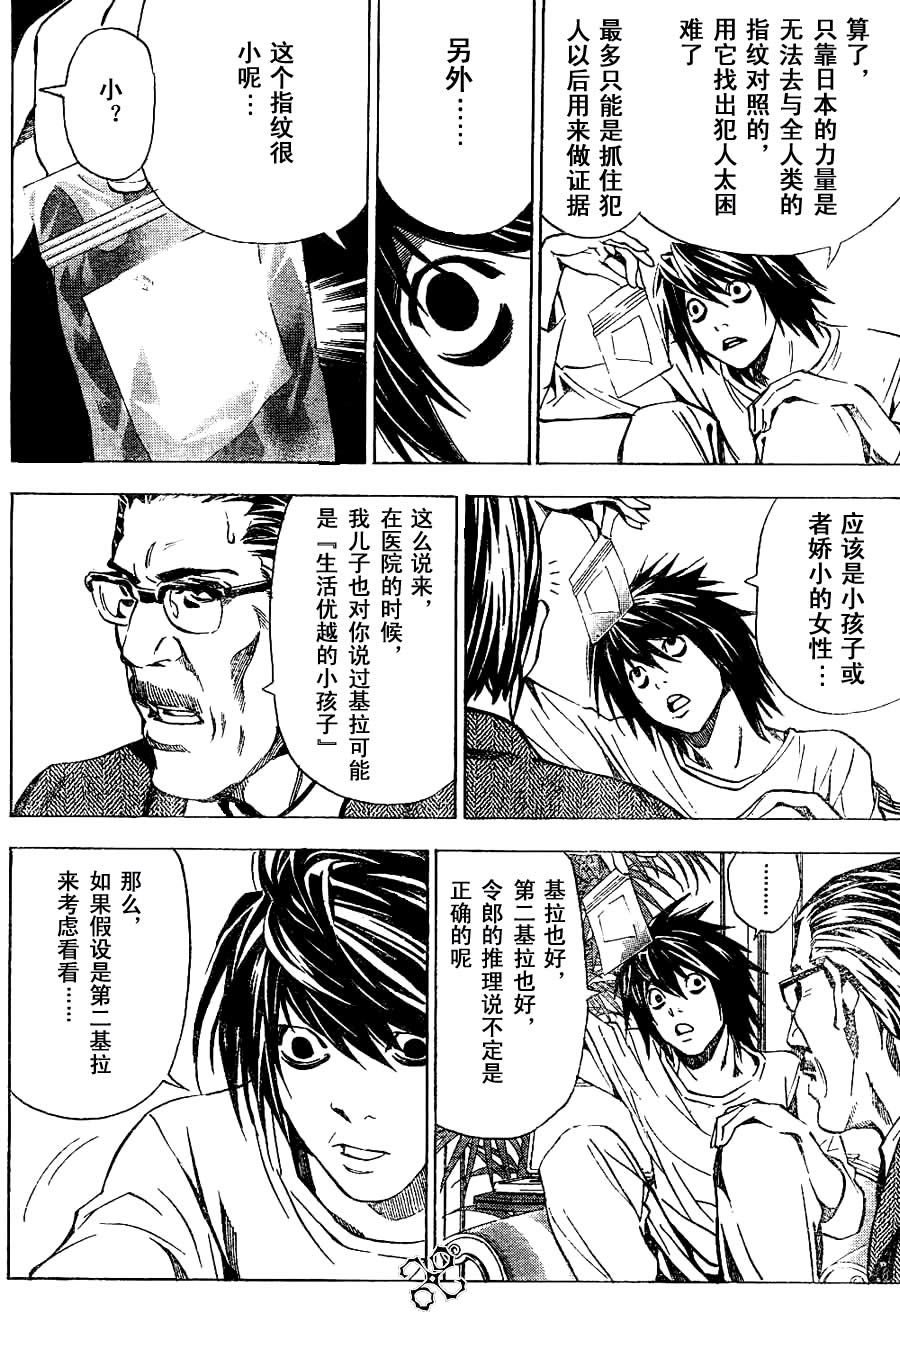 算了，
只靠日本的力量是
无法去与全人类的
指纹对照的，
用它找出犯人太困
难了
最多只能是抓住犯
人以后用来做证据
另外……
这个指纹很
小呢…
小？
应该是小孩子或
者娇小的女性…
这么说来，
在医院的时候，
我儿子也对你说过基拉可能
是『生活优越的小孩子』
………
基拉也好，
第二基拉也好，
令郎的推理说不定是
正确的呢
那么，
如果假设是第二基拉
来考虑看看……